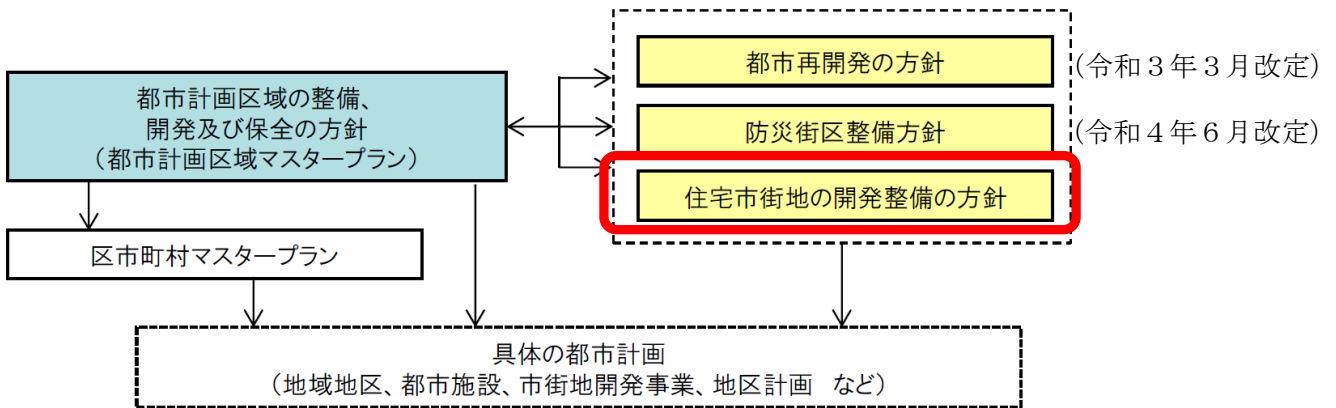 都市計画区域の整備、
開発及び保全の方針
（都市計画区域マスタープラン）
区市町村マスタープラン
都市再開発の方針
(令和３年３月改定)
防災街区整備方針
(令和４年６月改定)
住宅市街地の開発整備の方針
具体の都市計画
（地域地区、都市施設、市街地開発事業、地区計画　など）